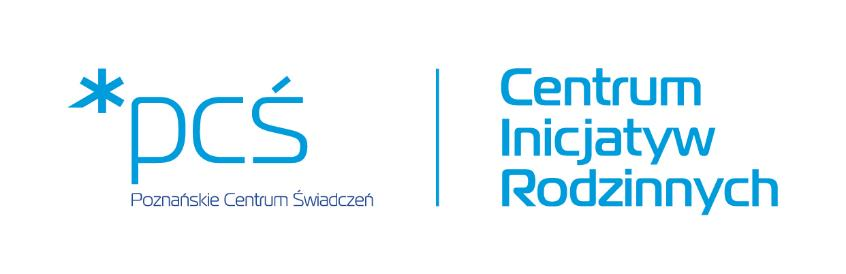 *pcś
Poznańskie Centrum Świadczeń
Centrum
Inicjatyw
Rodzinnych